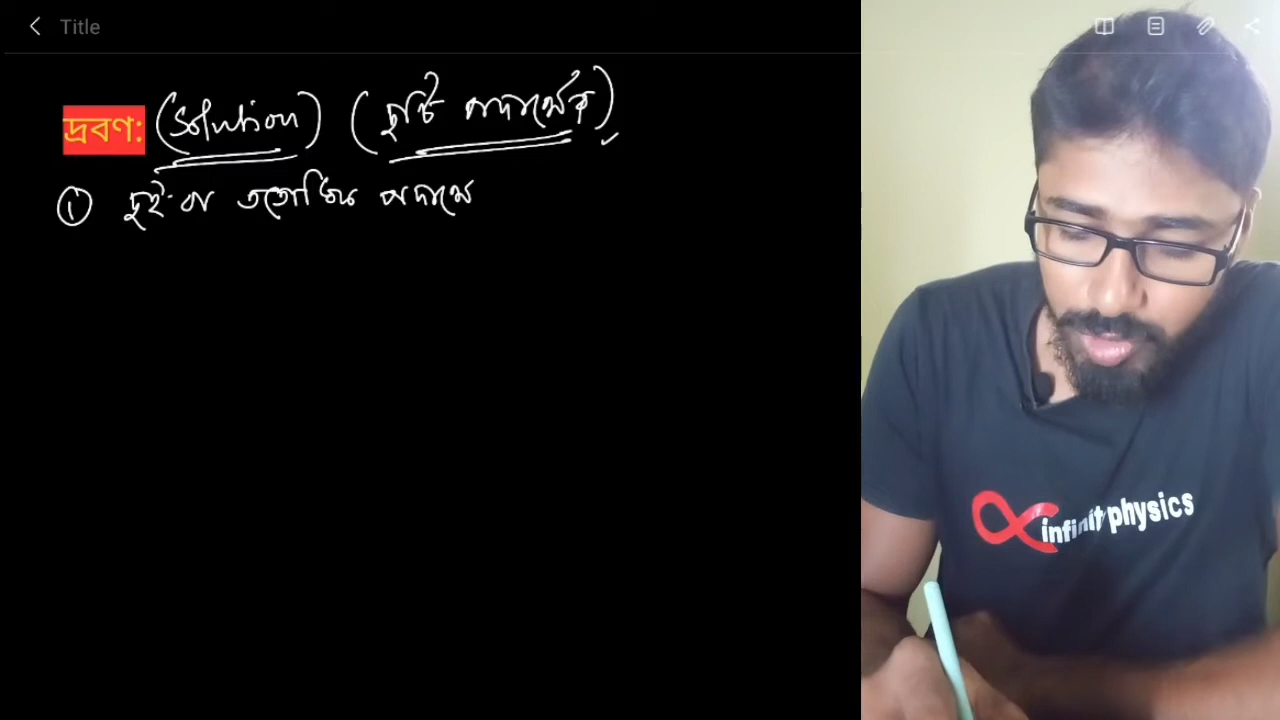 Title
দ্রবণ: (Solution) (দুটি পদার্থের)
① দুই বা ততোধিক পদার্থে
infinity physics